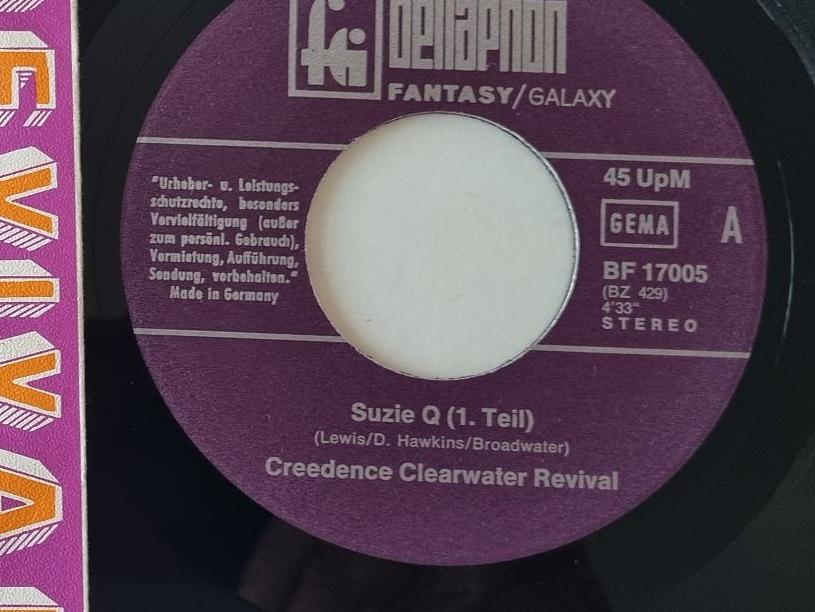 bellaphon
FANTASY/GALAXY
"Urheber- u. Leistungs-
schutzrechte, besonders
Vervielfältigung (außer
zum persönl. Gebrauch),
Vermietung, Aufführung,
Sendung, vorbehalten."
Made in Germany
45 UpM
GEMA
A
BF 17005
(BZ 429)
4'33"
STEREO
Suzie Q (1. Teil)
(Lewis/D. Hawkins/Broadwater)
Creedence Clearwater Revival
EVIVA